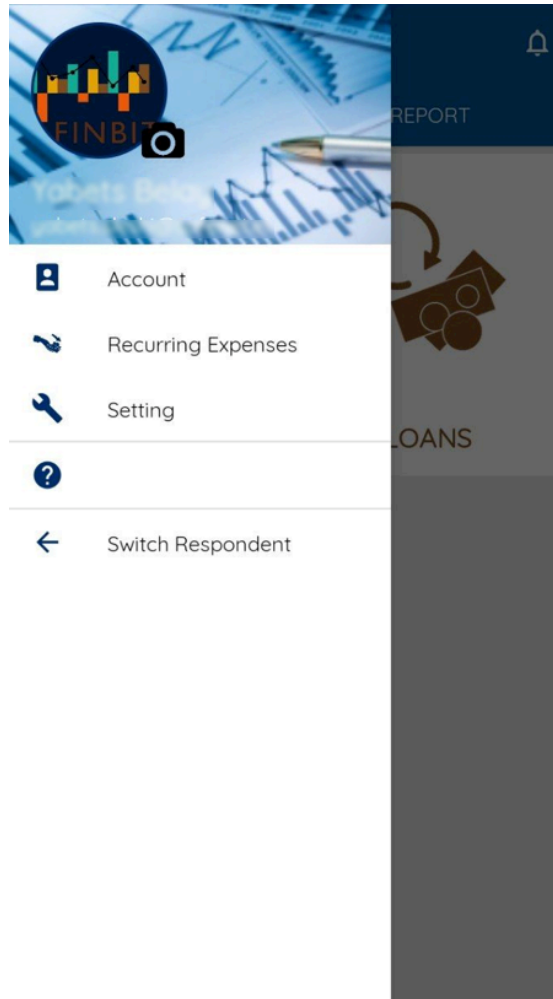 FINBIT
REPORT
Account
Recurring Expenses
Setting
LOANS
Switch Respondent